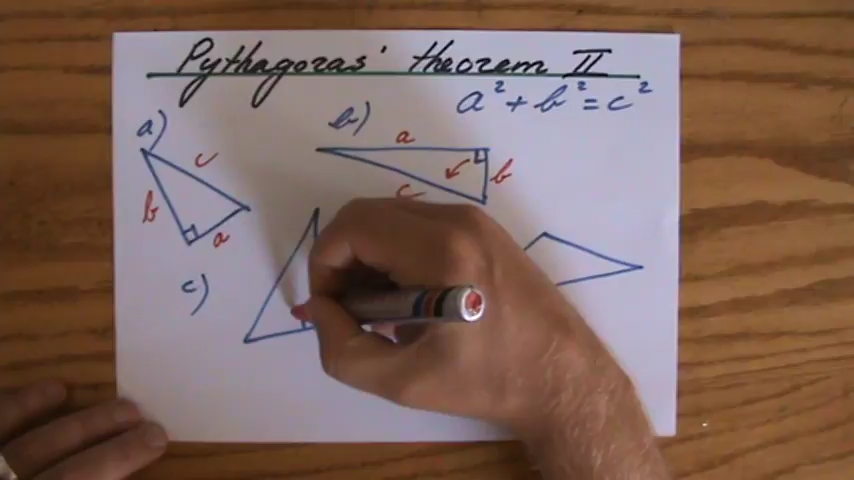 Pythagoras' theorem II
a² + b² = c²
a)
c
b
a
b)
a
b
c
c)